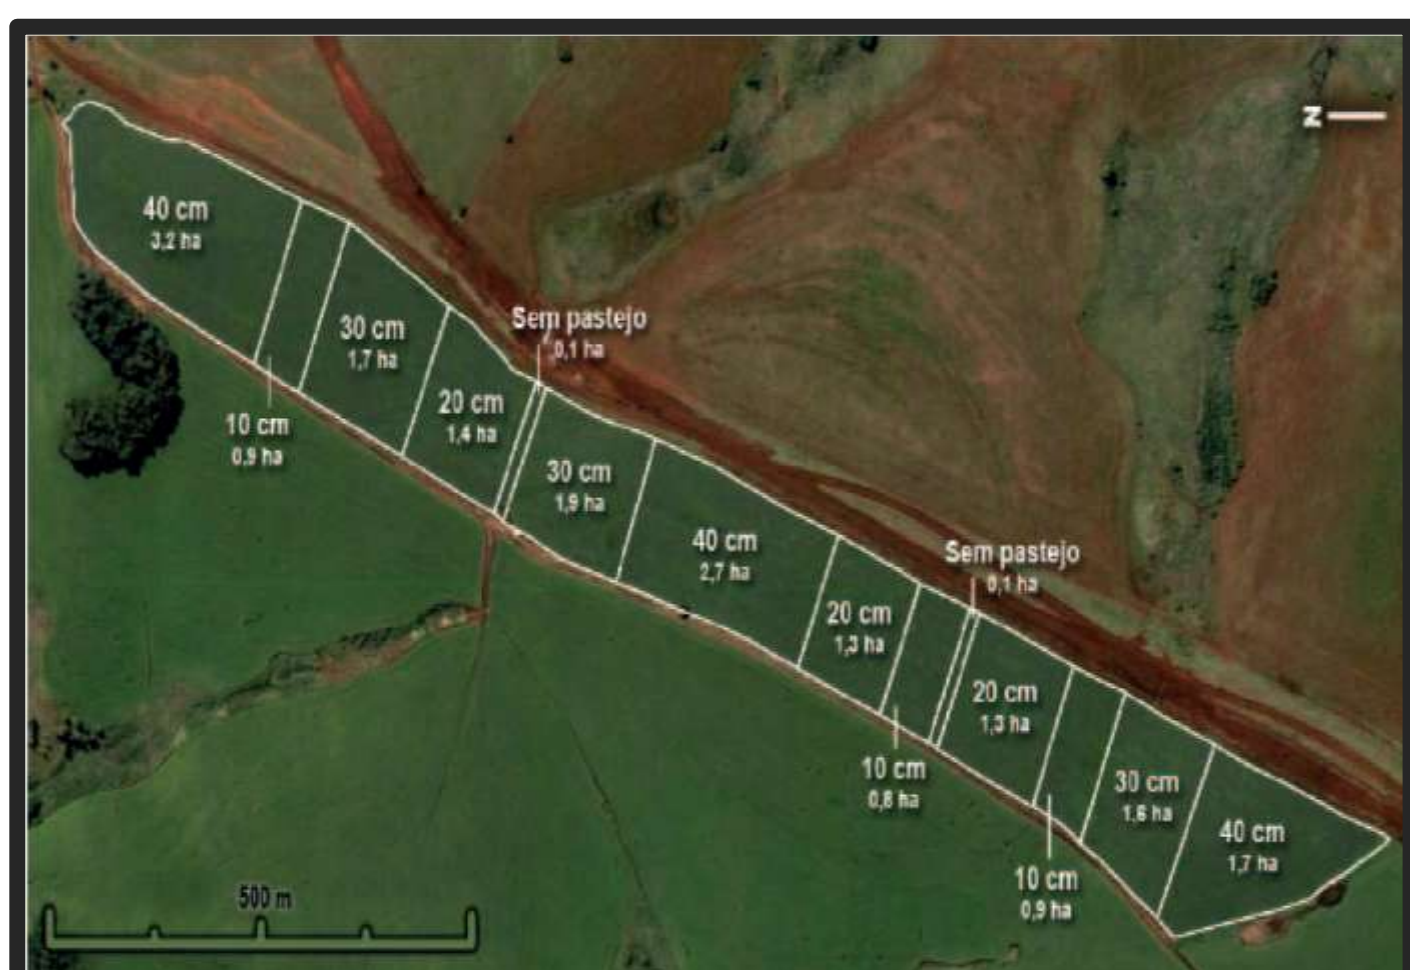 N
40 cm
3,2 ha
10 cm
0,9 ha
30 cm
1,7 ha
20 cm
1,4 ha
Sem pastejo
0,1 ha
30 cm
1,9 ha
40 cm
2,7 ha
20 cm
1,3 ha
10 cm
0,8 ha
Sem pastejo
0,1 ha
20 cm
1,3 ha
10 cm
0,9 ha
30 cm
1,6 ha
40 cm
1,7 ha
500 m